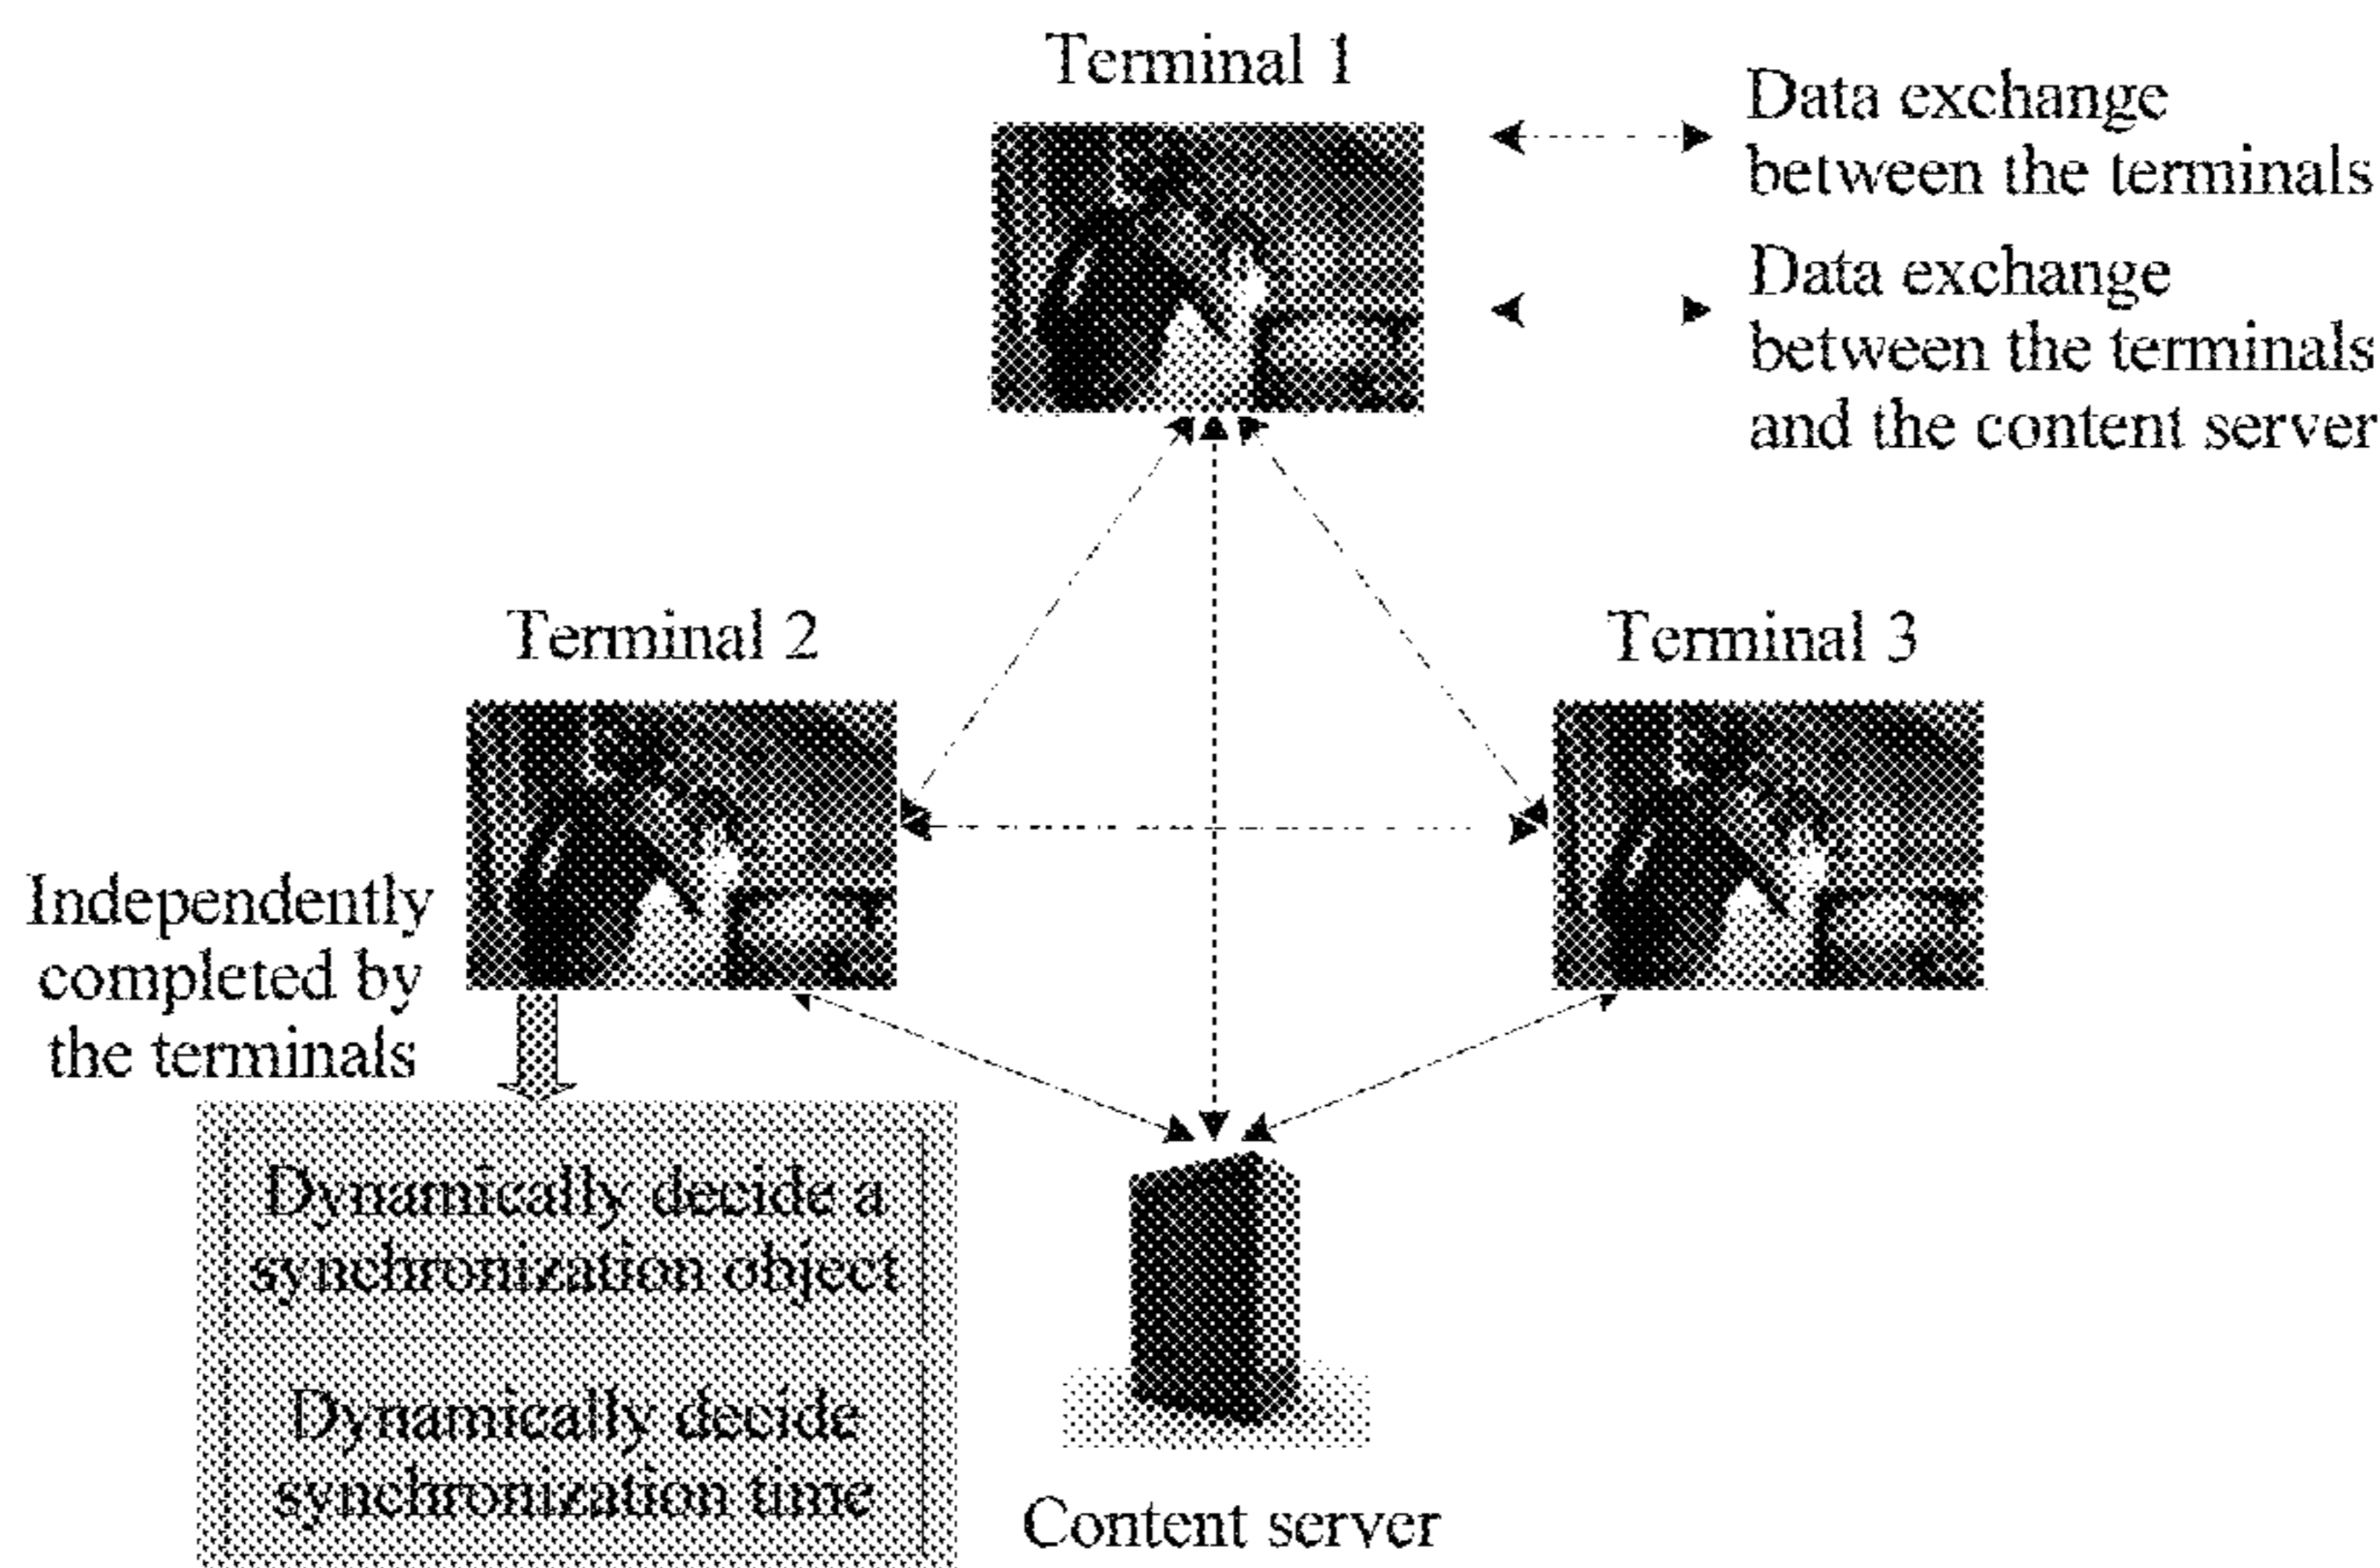 Terminal 1
Data exchange
between the terminals
Data exchange
between the terminals
and the content server
Terminal 2
Terminal 3
Independently
completed by
the terminals
Dynamically decide a
synchronization object
Dynamically decide
synchronization time
Content server